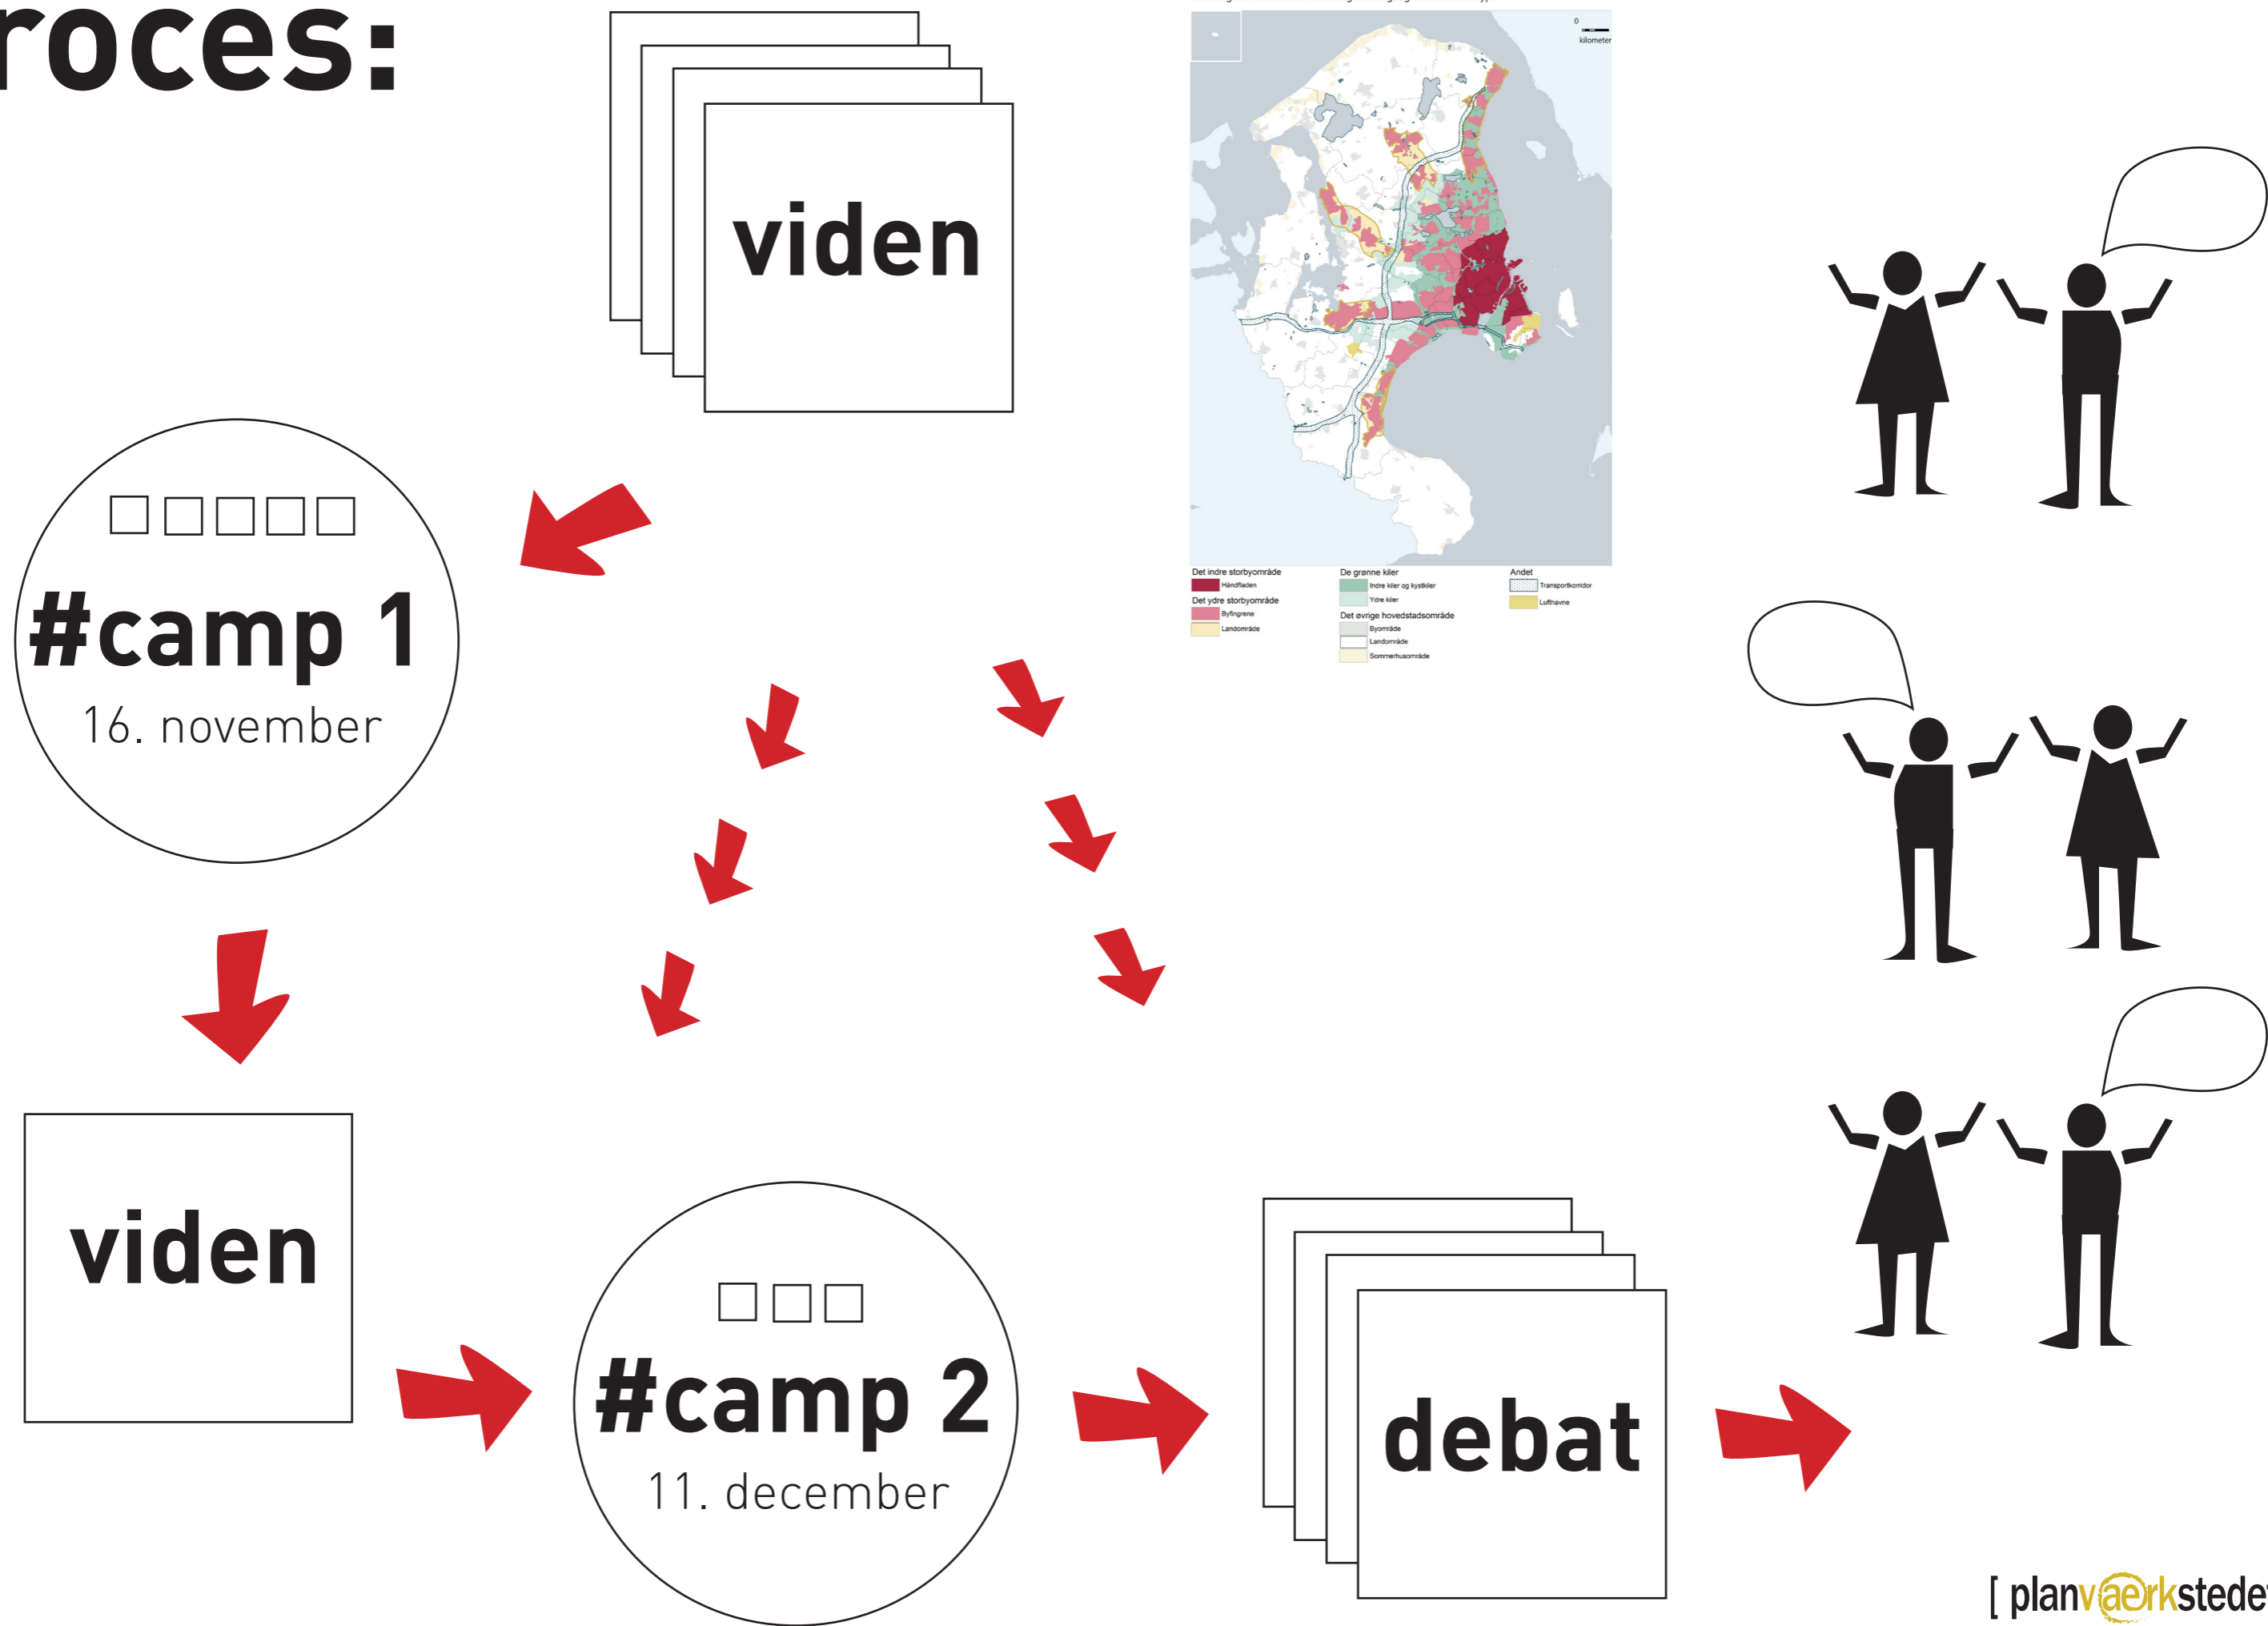 roces:
viden
0
kilometer
Det indre storbyområde
Håndfladen
Det ydre storbyområde
Byfingrene
Landområde
De grønne kiler
Indre kiler og kystkiler
Ydre kiler
Det øvrige hovedstadsområde
Byområde
Landområde
Sommerhusområde
Andet
Transportkorridor
Lufthavne
#camp 1
16. november
viden
#camp 2
11. december
debat
[ planværkstedet